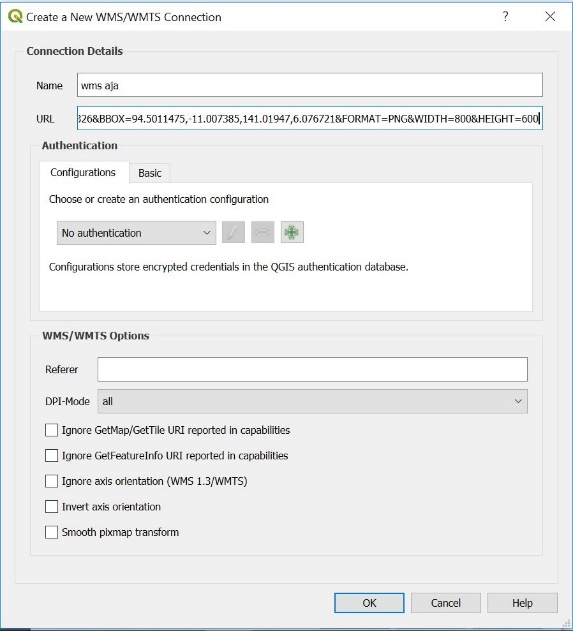 Create a New WMS/WMTS Connection
Connection Details
Name wms aja
URL 326&BBOX=94.5011475,-11.007385,141.01947,6.076721&FORMAT=PNG&WIDTH=800&HEIGHT=600
Authentication
Configurations Basic
Choose or create an authentication configuration
No authentication
Configurations store encrypted credentials in the QGIS authentication database.
WMS/WMTS Options
Referer
DPI-Mode all
Ignore GetMap/GetTile URI reported in capabilities
Ignore GetFeatureInfo URI reported in capabilities
Ignore axis orientation (WMS 1.3/WMTS)
Invert axis orientation
Smooth pixmap transform
OK Cancel Help